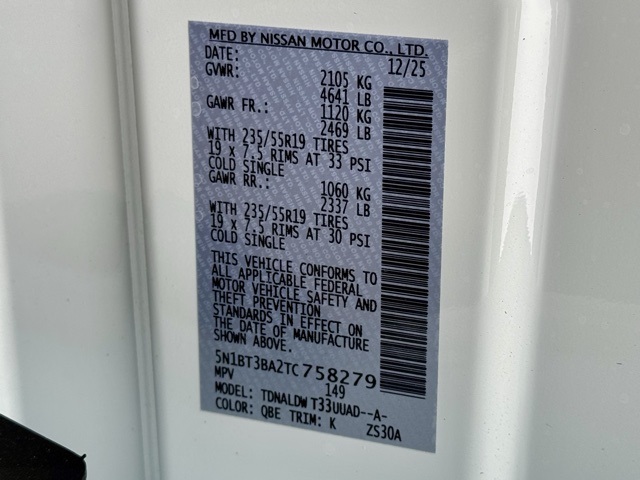 MFD BY NISSAN MOTOR CO., LTD.
DATE: 12/25
GVWR: 2105 KG
4641 LB
GAWR FR.: 1120 KG
2469 LB
WITH 235/55R19 TIRES
19 x 7.5 RIMS AT 33 PSI
COLD SINGLE
GAWR RR.: 1060 KG
2337 LB
WITH 235/55R19 TIRES
19 x 7.5 RIMS AT 30 PSI
COLD SINGLE
THIS VEHICLE CONFORMS TO
ALL APPLICABLE FEDERAL
MOTOR VEHICLE SAFETY AND
THEFT PREVENTION
STANDARDS IN EFFECT ON
THE DATE OF MANUFACTURE
SHOWN ABOVE.
5N1BT3BA2TC758279
MPV 149
MODEL: TDNALDW T33UUAD--A-
COLOR: QBE TRIM: K ZS30A